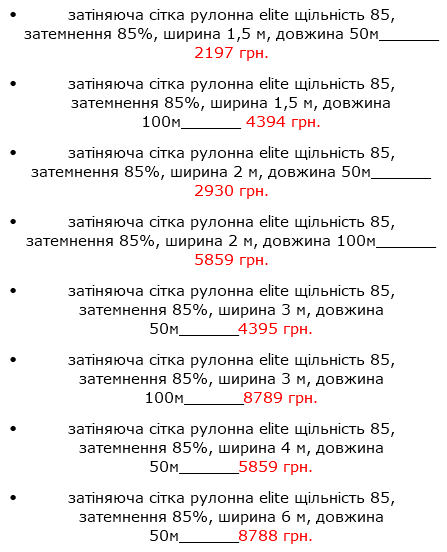 • затіняюча сітка рулонна elite щільність 85,
затемнення 85%, ширина 1,5 м, довжина 50м_______
2197 грн.
• затіняюча сітка рулонна elite щільність 85,
затемнення 85%, ширина 1,5 м, довжина
100м_______ 4394 грн.
• затіняюча сітка рулонна elite щільність 85,
затемнення 85%, ширина 2 м, довжина 50м_______
2930 грн.
• затіняюча сітка рулонна elite щільність 85,
затемнення 85%, ширина 2 м, довжина 100м_______
5859 грн.
• затіняюча сітка рулонна elite щільність 85,
затемнення 85%, ширина 3 м, довжина
50м_______4395 грн.
• затіняюча сітка рулонна elite щільність 85,
затемнення 85%, ширина 3 м, довжина
100м_______8789 грн.
• затіняюча сітка рулонна elite щільність 85,
затемнення 85%, ширина 4 м, довжина
50м_______5859 грн.
• затіняюча сітка рулонна elite щільність 85,
затемнення 85%, ширина 6 м, довжина
50м_______8788 грн.